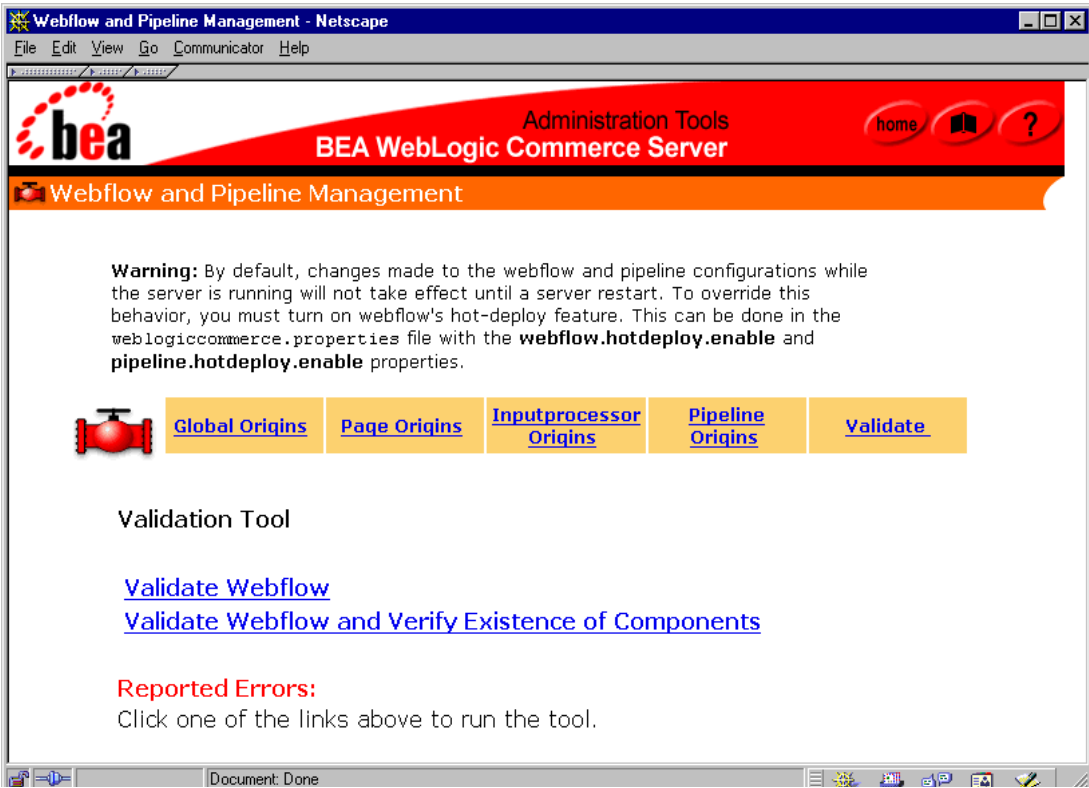 Webflow and Pipeline Management - Netscape
File Edit View Go Communicator Help
bea
Administration Tools
BEA WebLogic Commerce Server
home
?
Webflow and Pipeline Management
Warning: By default, changes made to the webflow and pipeline configurations while
the server is running will not take effect until a server restart. To override this
behavior, you must turn on webflow's hot-deploy feature. This can be done in the
weblogiccommerce.properties file with the webflow.hotdeploy.enable and
pipeline.hotdeploy.enable properties.
Global Origins
Page Origins
Inputprocessor
Origins
Pipeline
Origins
Validate
Validation Tool
Validate Webflow
Validate Webflow and Verify Existence of Components
Reported Errors:
Click one of the links above to run the tool.
Document: Done